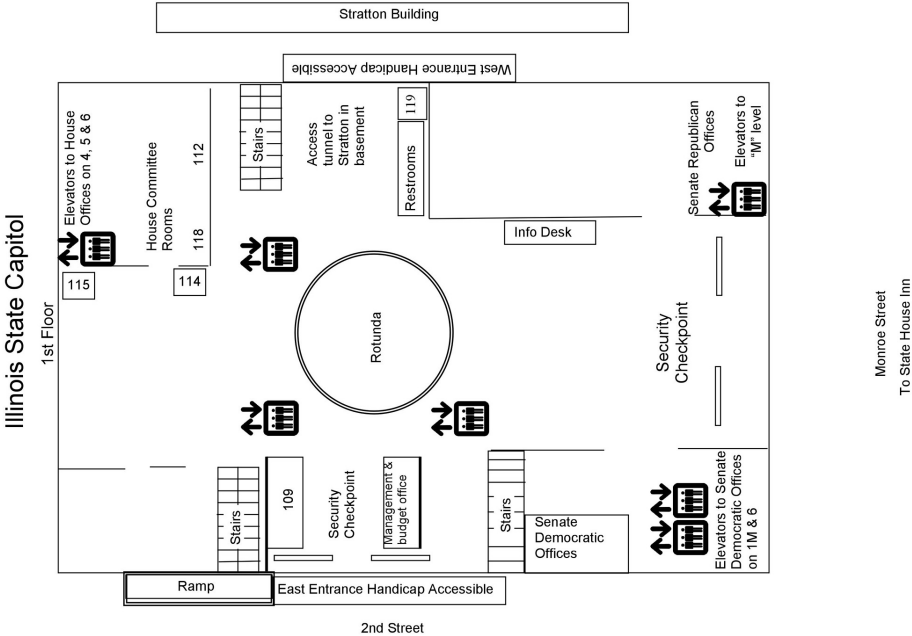 Illinois State Capitol
1st Floor
Stratton Building
West Entrance Handicap Accessible
Elevators to House
Offices on 4, 5 & 6
House Committee
Rooms
112
118
115
114
Stairs
Access
tunnel to
Stratton in
basement
119
Restrooms
Info Desk
Senate Republican
Offices
Elevators to
"M" level
Rotunda
Security
Checkpoint
Monroe Street
To State House Inn
Stairs
109
Security
Checkpoint
Management &
budget office
Stairs
Senate
Democratic
Offices
Elevators to Senate
Democratic Offices
on 1M & 6
Ramp
East Entrance Handicap Accessible
2nd Street